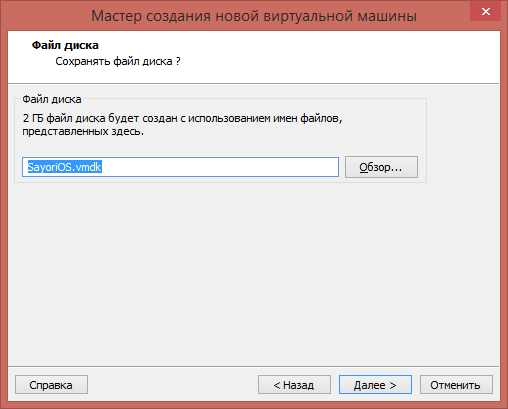 Мастер создания новой виртуальной машины
Файл диска
Сохранять файл диска ?
Файл диска
2 ГБ файл диска будет создан с использованием имен файлов,
представленных здесь.
SayoriOS.vmdk
Обзор...
Справка
< Назад
Далее >
Отменить